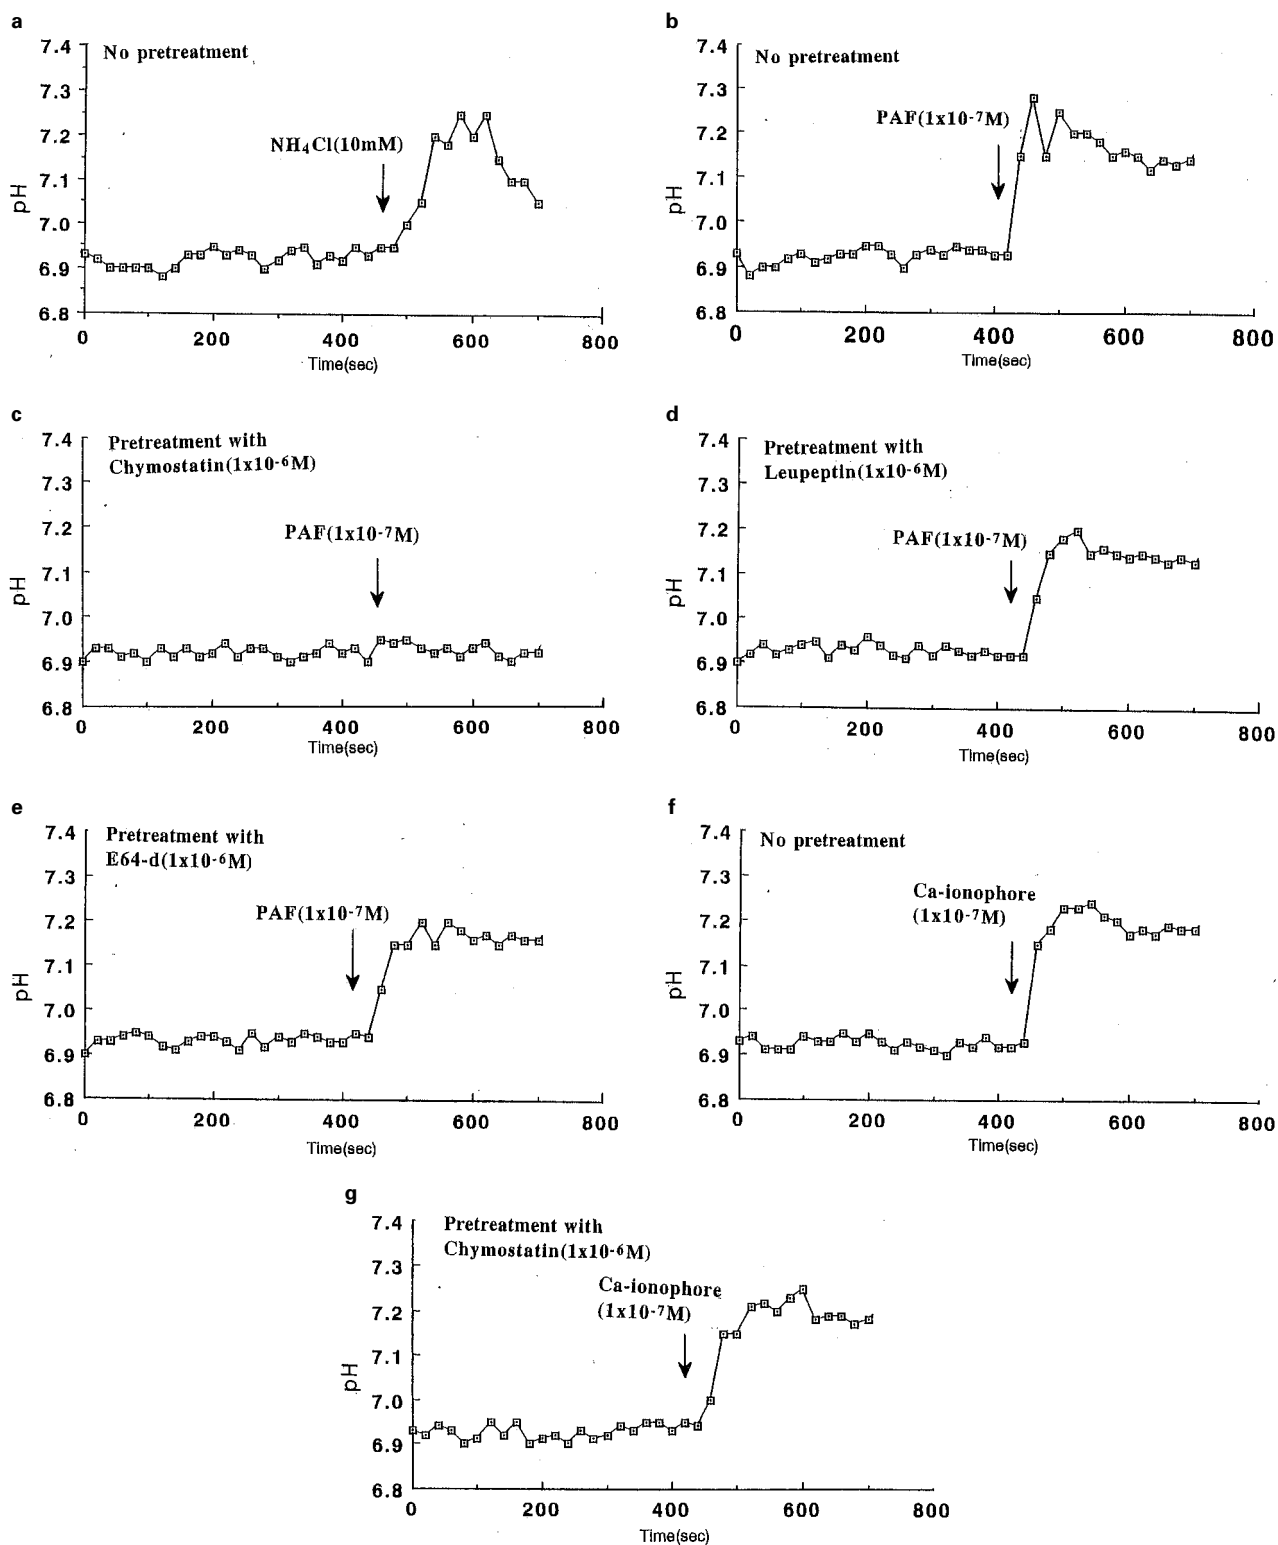 a
No pretreatment
NH4Cl(10mM)
pH
7.4
7.3
7.2
7.1
7.0
6.9
6.8
0 200 400 600 800
Time(sec)
b
No pretreatment
PAF(1x10-7M)
pH
7.4
7.3
7.2
7.1
7.0
6.9
6.8
0 200 400 600 800
Time(sec)
c
Pretreatment with
Chymostatin(1x10-6M)
PAF(1x10-7M)
pH
7.4
7.3
7.2
7.1
7.0
6.9
6.8
0 200 400 600 800
Time(sec)
d
Pretreatment with
Leupeptin(1x10-6M)
PAF(1x10-7M)
pH
7.4
7.3
7.2
7.1
7.0
6.9
6.8
0 200 400 600 800
Time(sec)
e
Pretreatment with
E64-d(1x10-6M)
PAF(1x10-7M)
pH
7.4
7.3
7.2
7.1
7.0
6.9
6.8
0 200 400 600 800
Time(sec)
f
No pretreatment
Ca-ionophore
(1x10-7M)
pH
7.4
7.3
7.2
7.1
7.0
6.9
6.8
0 200 400 600 800
Time(sec)
g
Pretreatment with
Chymostatin(1x10-6M)
Ca-ionophore
(1x10-7M)
pH
7.4
7.3
7.2
7.1
7.0
6.9
6.8
0 200 400 600 800
Time(sec)